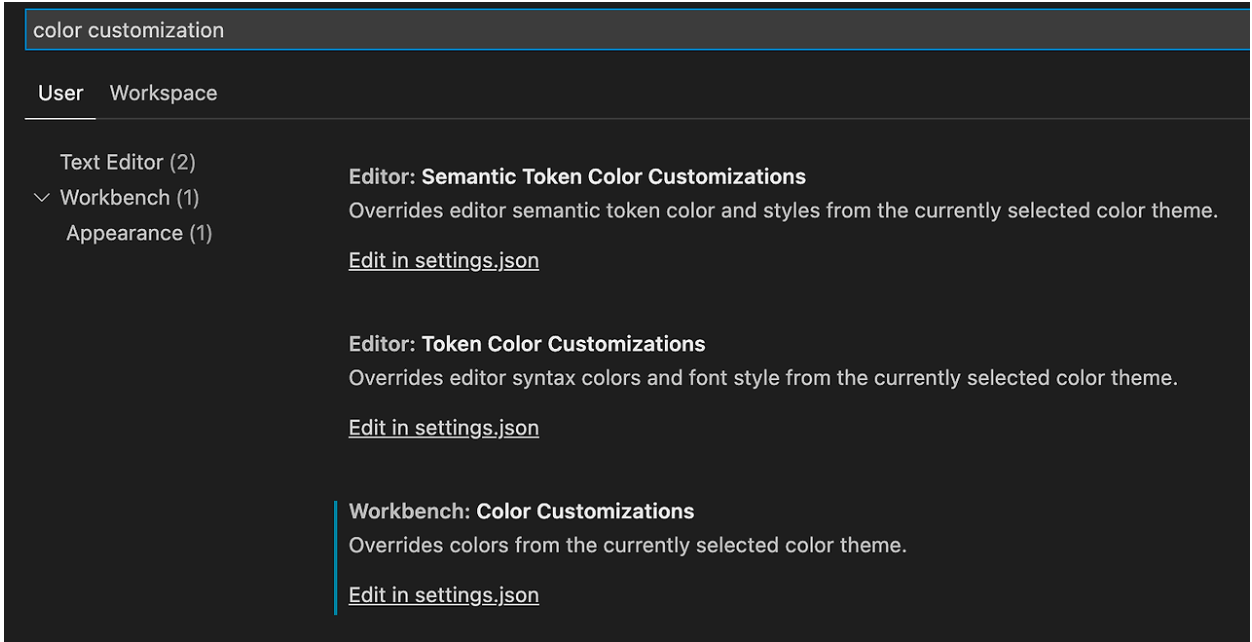 color customization
User Workspace
Text Editor (2)
Workbench (1)
Appearance (1)
Editor: Semantic Token Color Customizations
Overrides editor semantic token color and styles from the currently selected color theme.
Edit in settings.json
Editor: Token Color Customizations
Overrides editor syntax colors and font style from the currently selected color theme.
Edit in settings.json
Workbench: Color Customizations
Overrides colors from the currently selected color theme.
Edit in settings.json